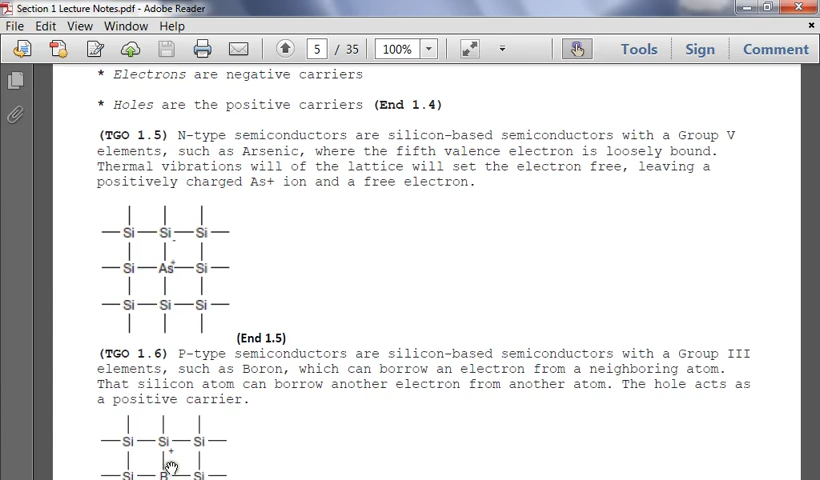 Section 1 Lecture Notes.pdf - Adobe Reader
File Edit View Window Help
5 / 35 100% Tools Sign Comment
* Electrons are negative carriers
* Holes are the positive carriers (End 1.4)
(TGO 1.5) N-type semiconductors are silicon-based semiconductors with a Group V
elements, such as Arsenic, where the fifth valence electron is loosely bound.
Thermal vibrations will of the lattice will set the electron free, leaving a
positively charged As+ ion and a free electron.
Si Si Si
-
Si As+ Si
Si Si Si
(End 1.5)
(TGO 1.6) P-type semiconductors are silicon-based semiconductors with a Group III
elements, such as Boron, which can borrow an electron from a neighboring atom.
That silicon atom can borrow another electron from another atom. The hole acts as
a positive carrier.
Si Si Si
+
Si B Si